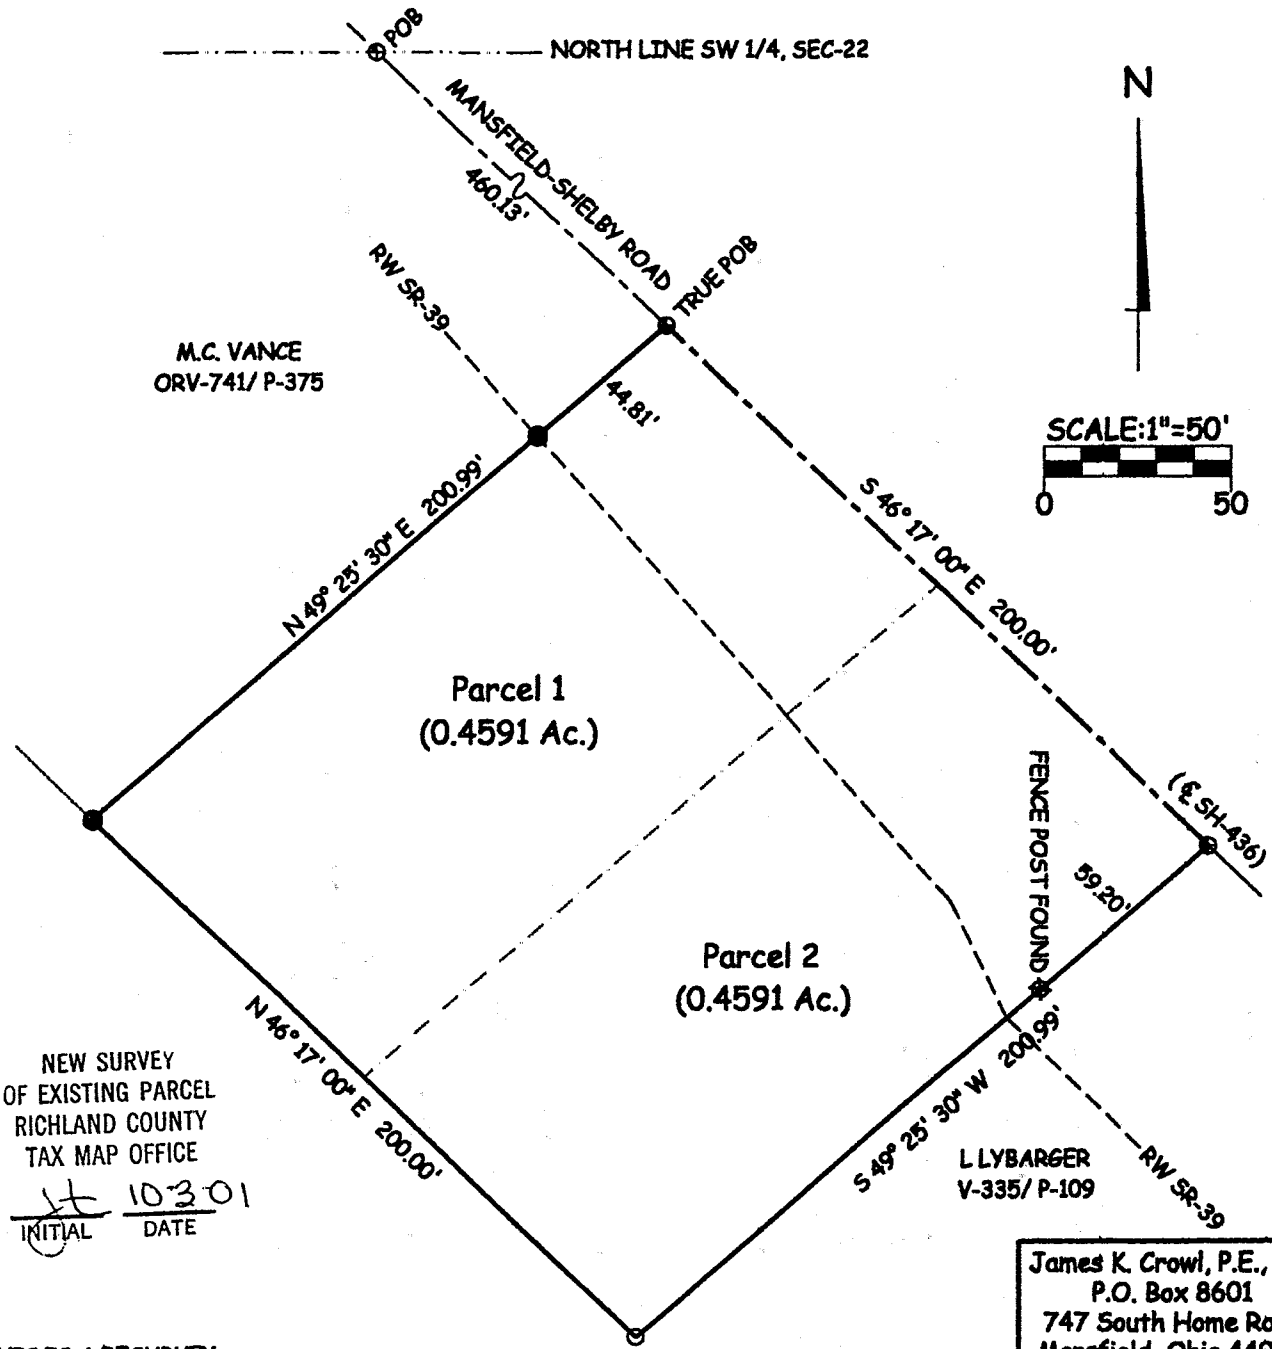 POB
NORTH LINE SW 1/4, SEC-22
N
MANSFIELD-SHELBY ROAD
460.13'
TRUE POB
RW SR-39
M.C. VANCE
ORV-741/ P-375
44.81'
SCALE:1"=50'
0 50
N 49° 25' 30" E 200.99'
S 46° 17' 00" E 200.00'
Parcel 1
(0.4591 Ac.)
FENCE POST FOUND
(℄ SH-436)
59.20'
Parcel 2
(0.4591 Ac.)
N 46° 17' 00" E 200.00'
S 49° 25' 30" W 200.99'
NEW SURVEY
OF EXISTING PARCEL
RICHLAND COUNTY
TAX MAP OFFICE
10-3-01
INITIAL DATE
L LYBARGER
V-335/ P-109
RW SR-39
James K. Crowl, P.E.,
P.O. Box 8601
747 South Home Ro
Mansfield, Ohio 449